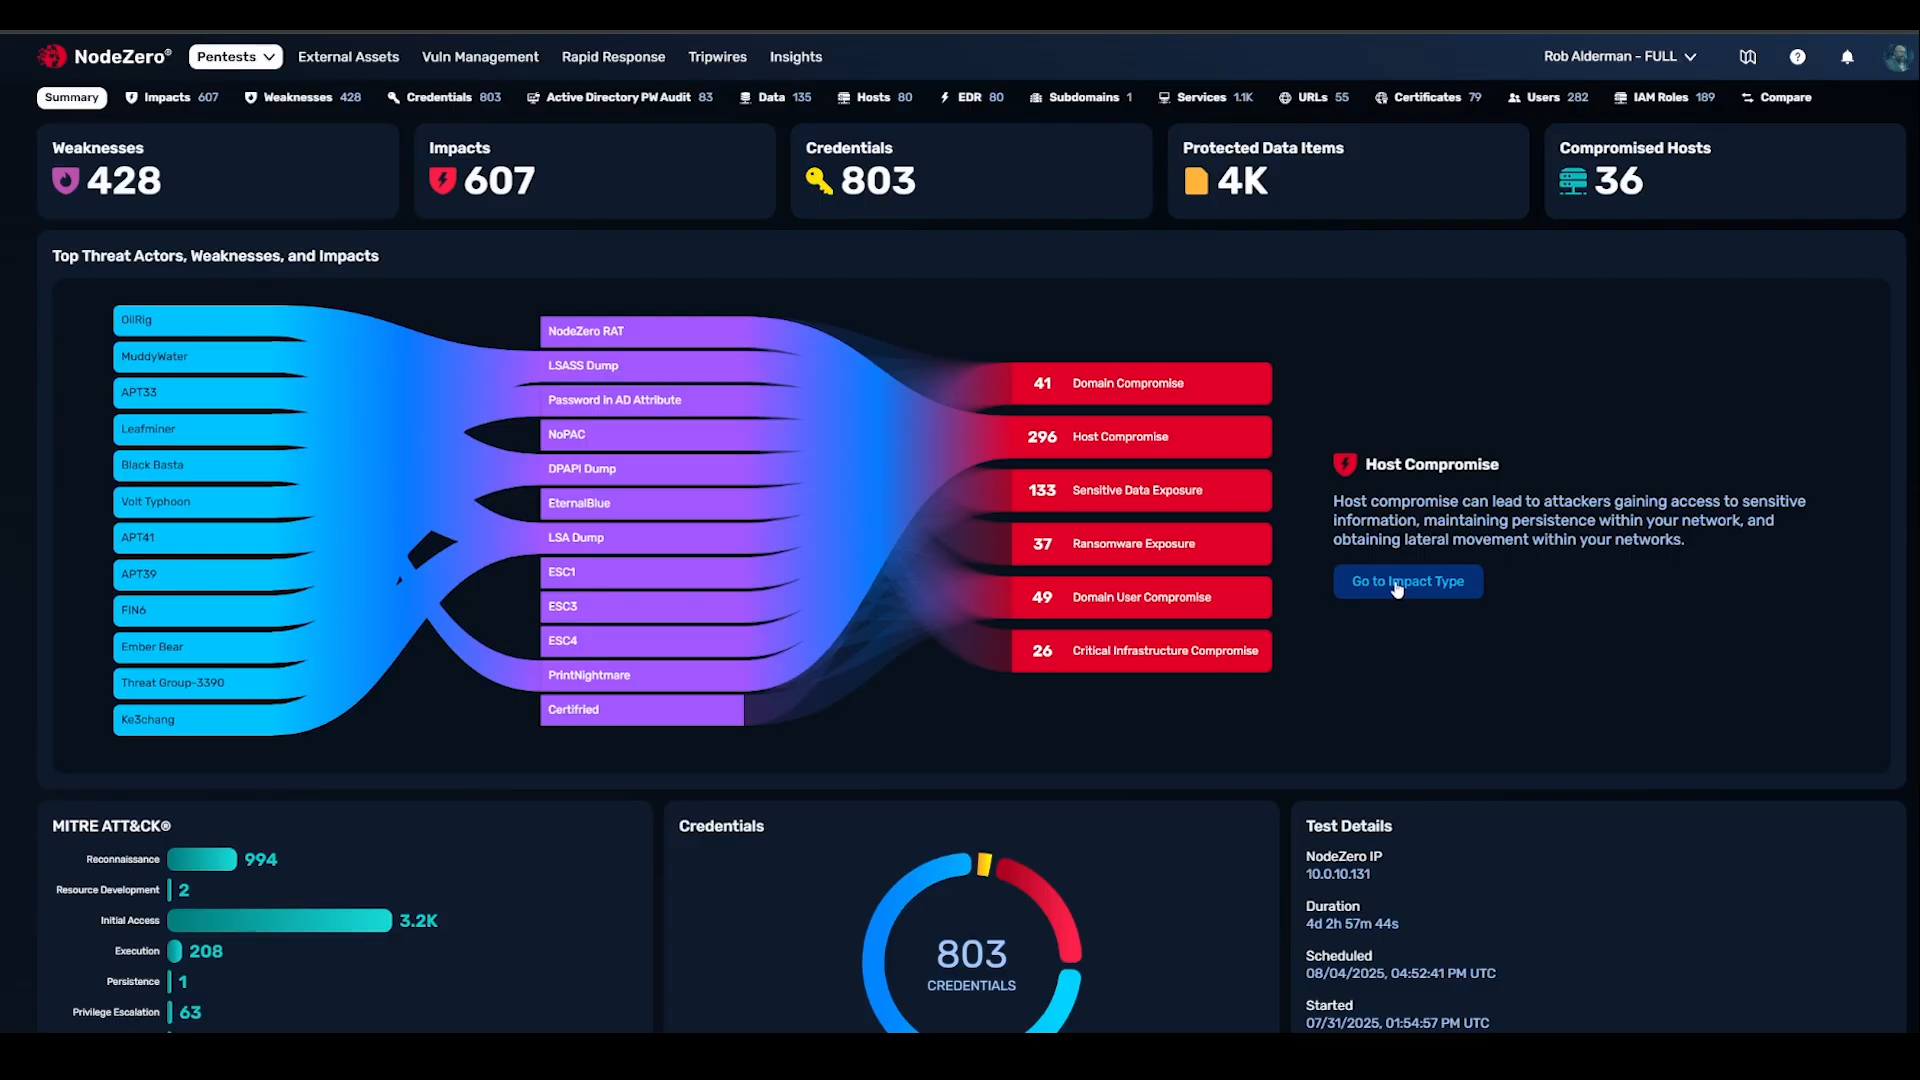 NodeZero®
Pentests
External Assets
Vuln Management
Rapid Response
Tripwires
Insights
Rob Alderman - FULL
?
Summary
Impacts 607
Weaknesses 428
Credentials 803
Active Directory PW Audit 83
Data 135
Hosts 80
EDR 80
Subdomains 1
Services 1.1K
URLs 55
Certificates 79
Users 282
IAM Roles 189
Compare
Weaknesses
428
Impacts
607
Credentials
803
Protected Data Items
4K
Compromised Hosts
36
Top Threat Actors, Weaknesses, and Impacts
OilRig
MuddyWater
APT33
Leafminer
Black Basta
Volt Typhoon
APT41
APT39
FIN6
Ember Bear
Threat Group-3390
Ke3chang
NodeZero RAT
LSASS Dump
Password in AD Attribute
NoPAC
DPAPI Dump
EternalBlue
LSA Dump
ESC1
ESC3
ESC4
PrintNightmare
Certifried
41 Domain Compromise
296 Host Compromise
133 Sensitive Data Exposure
37 Ransomware Exposure
49 Domain User Compromise
26 Critical Infrastructure Compromise
Host Compromise
Host compromise can lead to attackers gaining access to sensitive
information, maintaining persistence within your network, and
obtaining lateral movement within your networks.
Go to Impact Type
MITRE ATT&CK®
Reconnaissance 994
Resource Development 2
Initial Access 3.2K
Execution 208
Persistence 1
Privilege Escalation 63
Credentials
803
CREDENTIALS
Test Details
NodeZero IP
10.0.10.131
Duration
4d 2h 57m 44s
Scheduled
08/04/2025, 04:52:41 PM UTC
Started
07/31/2025, 01:54:57 PM UTC